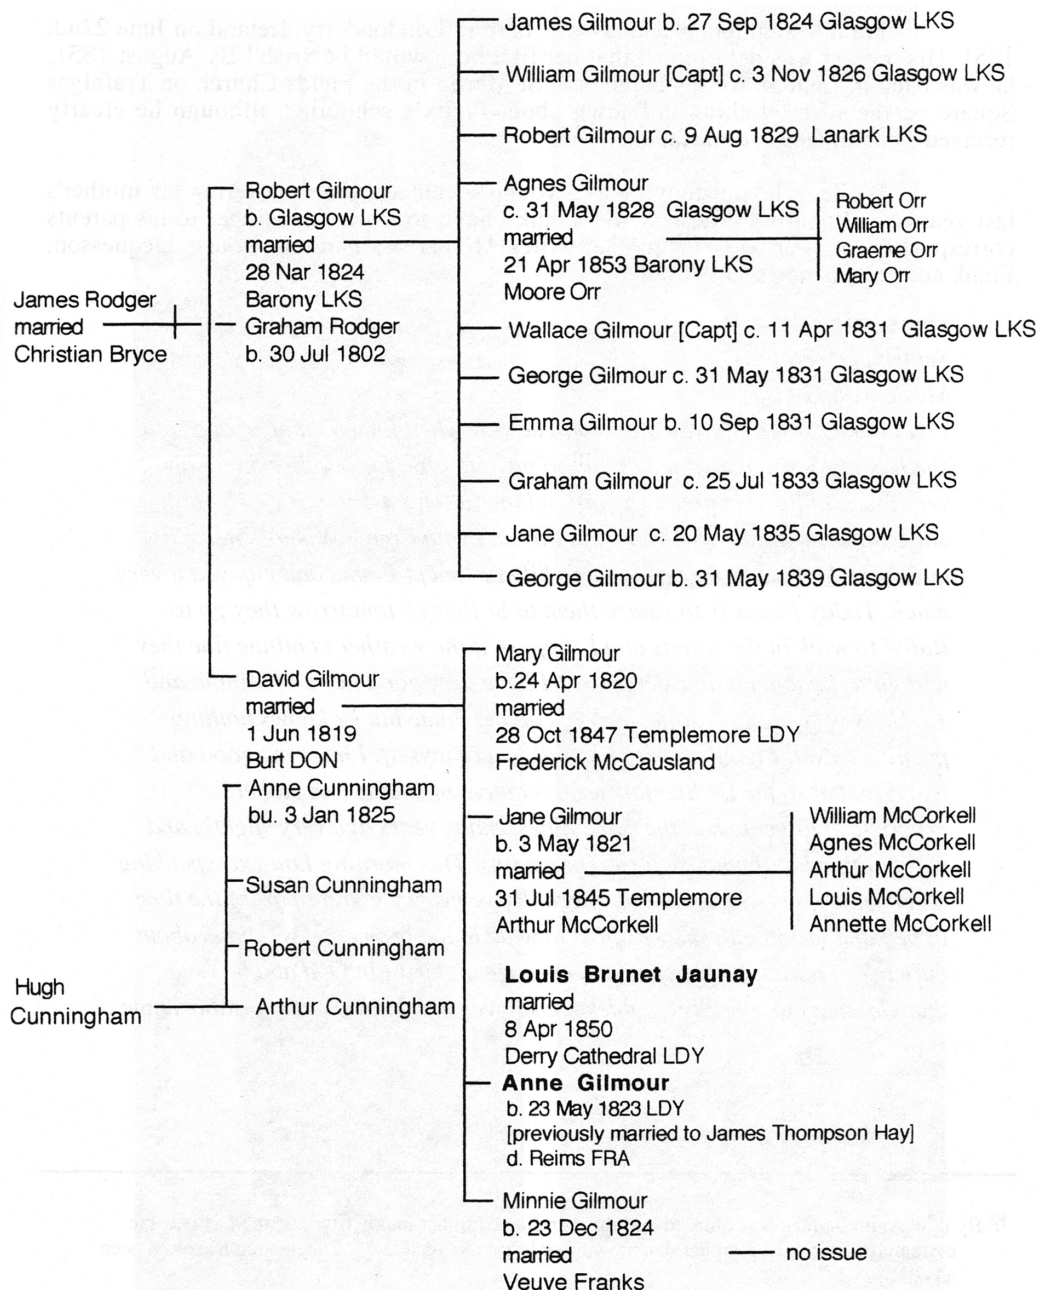 James Gilmour b. 27 Sep 1824 Glasgow LKS
William Gilmour [Capt] c. 3 Nov 1826 Glasgow LKS
Robert Gilmour c. 9 Aug 1829 Lanark LKS
Agnes Gilmour
c. 31 May 1828 Glasgow LKS
married
21 Apr 1853 Barony LKS
Moore Orr
Robert Orr
William Orr
Graeme Orr
Mary Orr
Robert Gilmour
b. Glasgow LKS
married
28 Nar 1824
Barony LKS
Graham Rodger
b. 30 Jul 1802
James Rodger
married
Christian Bryce
Wallace Gilmour [Capt] c. 11 Apr 1831 Glasgow LKS
George Gilmour c. 31 May 1831 Glasgow LKS
Emma Gilmour b. 10 Sep 1831 Glasgow LKS
Graham Gilmour c. 25 Jul 1833 Glasgow LKS
Jane Gilmour c. 20 May 1835 Glasgow LKS
George Gilmour b. 31 May 1839 Glasgow LKS
David Gilmour
married
1 Jun 1819
Burt DON
Anne Cunningham
bu. 3 Jan 1825
Susan Cunningham
Robert Cunningham
Arthur Cunningham
Hugh
Cunningham
Mary Gilmour
b.24 Apr 1820
married
28 Oct 1847 Templemore LDY
Frederick McCausland
Jane Gilmour
b. 3 May 1821
married
31 Jul 1845 Templemore
Arthur McCorkell
William McCorkell
Agnes McCorkell
Arthur McCorkell
Louis McCorkell
Annette McCorkell
Louis Brunet Jaunay
married
8 Apr 1850
Derry Cathedral LDY
Anne Gilmour
b. 23 May 1823 LDY
[previously married to James Thompson Hay]
d. Reims FRA
Minnie Gilmour
b. 23 Dec 1824
married
Veuve Franks
no issue